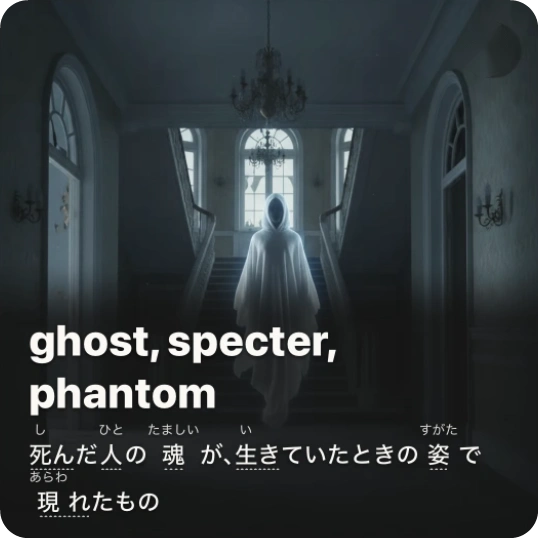 ghost, specter,
phantom
し ひと たましい い すがた
死んだ人の魂が、生きていたときの姿で
あらわ
現れたもの